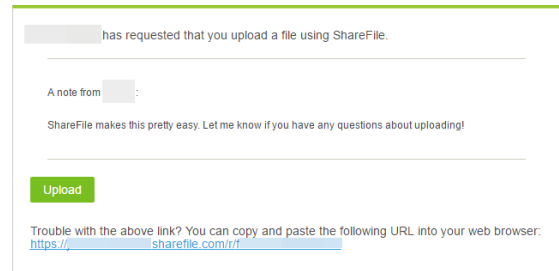 has requested that you upload a file using ShareFile.
A note from :
ShareFile makes this pretty easy. Let me know if you have any questions about uploading!
Upload
Trouble with the above link? You can copy and paste the following URL into your web browser:
https://j sharefile.com/r/f